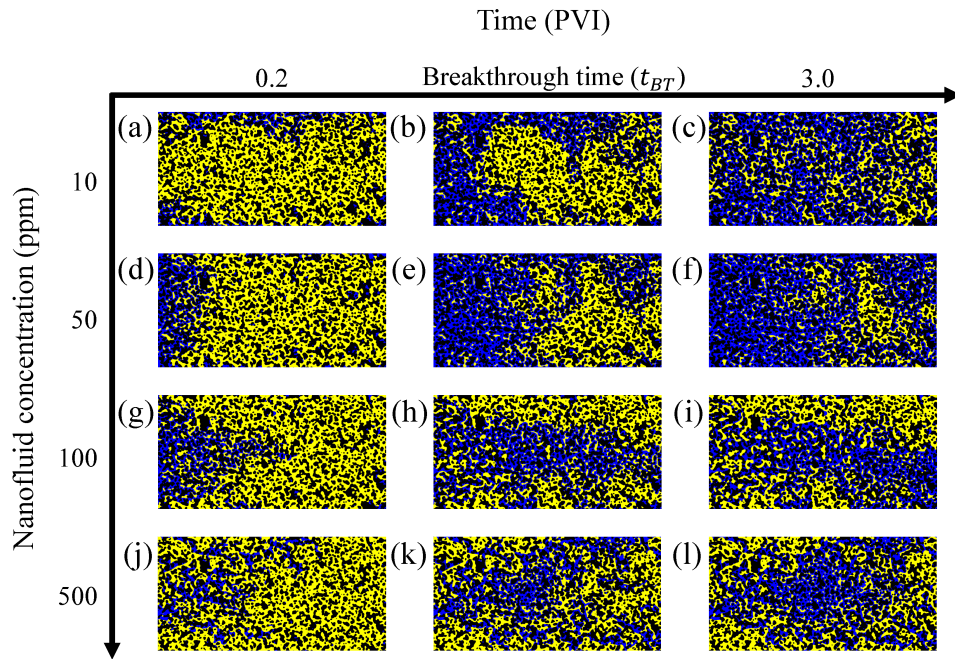 Time (PVI)
0.2 Breakthrough time (t_BT) 3.0
Nanofluid concentration (ppm)
10 (a) (b) (c)
50 (d) (e) (f)
100 (g) (h) (i)
500 (j) (k) (l)